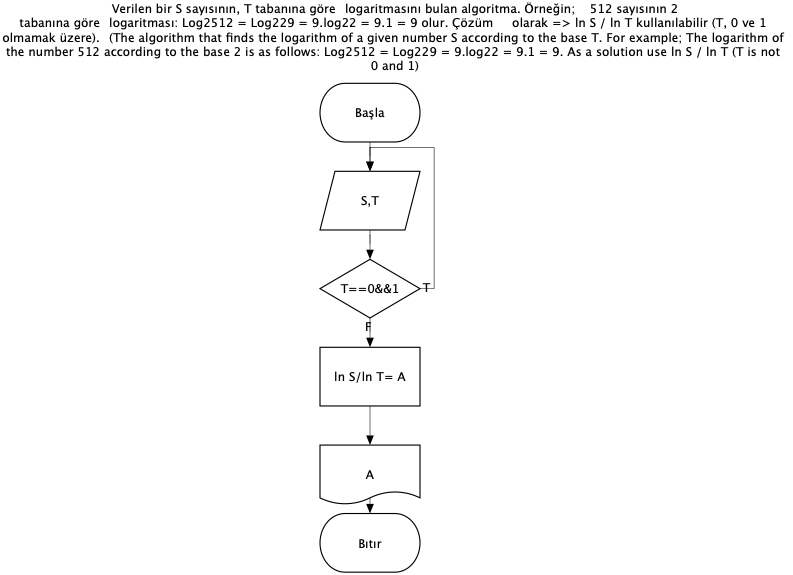 Verilen bir S sayısının, T tabanına göre logaritmasını bulan algoritma. Örneğin; 512 sayısının 2
tabanına göre logaritması: Log2512 = Log229 = 9.log22 = 9.1 = 9 olur. Çözüm olarak => ln S / ln T kullanılabilir (T, 0 ve 1
olmamak üzere). (The algorithm that finds the logarithm of a given number S according to the base T. For example; The logarithm of
the number 512 according to the base 2 is as follows: Log2512 = Log229 = 9.log22 = 9.1 = 9. As a solution use ln S / ln T (T is not
0 and 1)
Başla
S,T
T==0&&1
T
F
ln S/ln T= A
A
Bıtır